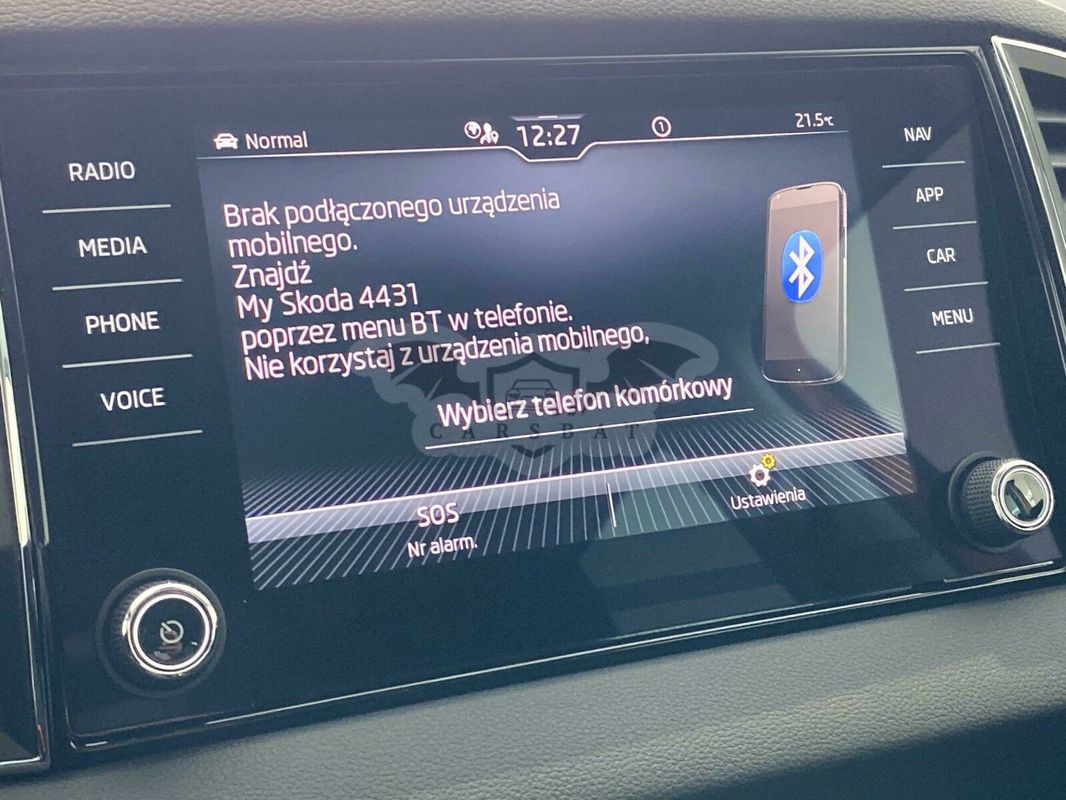 Normal
12:27
1
21.5°C
RADIO
MEDIA
PHONE
VOICE
NAV
APP
CAR
MENU
Brak podłączonego urządzenia
mobilnego.
Znajdź
My Skoda 4431
poprzez menu BT w telefonie.
Nie korzystaj z urządzenia mobilnego,
Wybierz telefon komórkowy
CARSBAT
SOS
Nr alarm.
Ustawienia